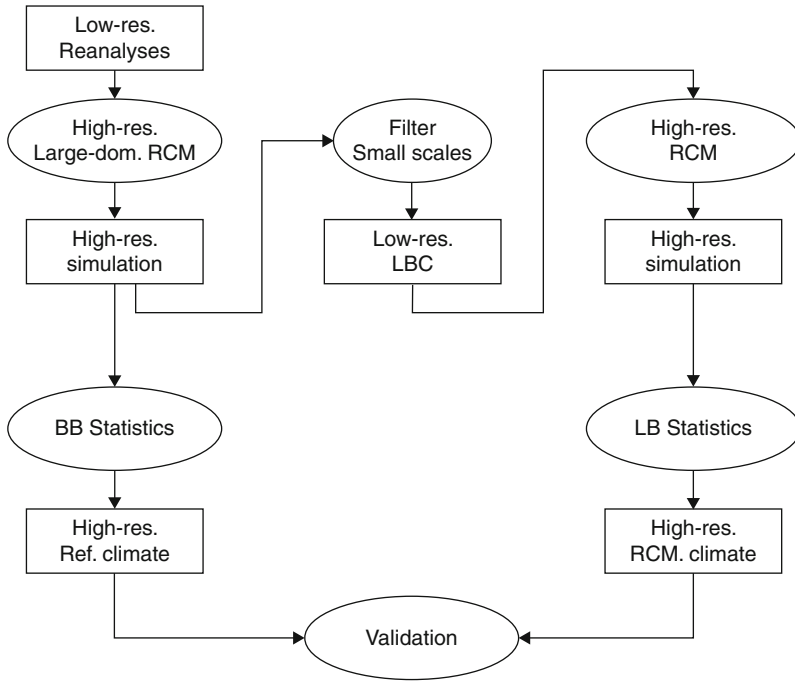 Low-res.
Reanalyses
High-res.
Large-dom. RCM
High-res.
simulation
BB Statistics
High-res.
Ref. climate
Filter
Small scales
Low-res.
LBC
High-res.
RCM
High-res.
simulation
LB Statistics
High-res.
RCM. climate
Validation